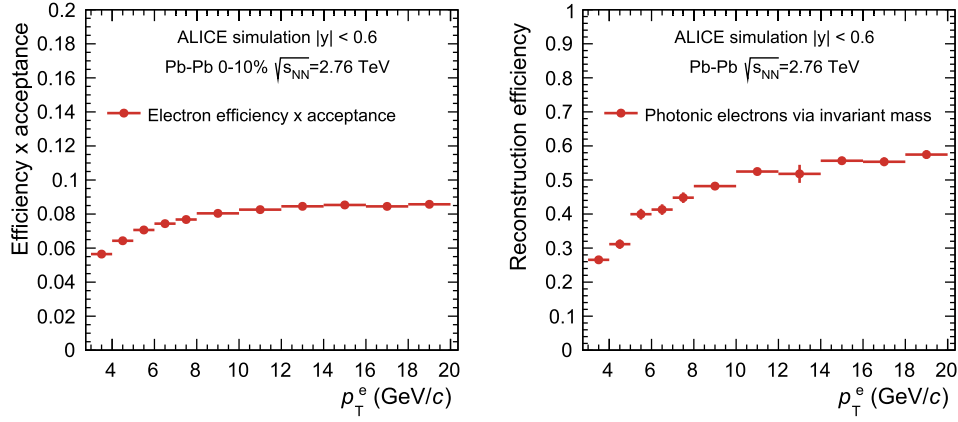 ALICE simulation |y| < 0.6
Pb-Pb 0-10% √sNN=2.76 TeV
Electron efficiency x acceptance
Efficiency x acceptance
0.2
0.18
0.16
0.14
0.12
0.1
0.08
0.06
0.04
0.02
0
4 6 8 10 12 14 16 18 20
pTe (GeV/c)
ALICE simulation |y| < 0.6
Pb-Pb √sNN=2.76 TeV
Photonic electrons via invariant mass
Reconstruction efficiency
1
0.9
0.8
0.7
0.6
0.5
0.4
0.3
0.2
0.1
0
4 6 8 10 12 14 16 18 20
pTe (GeV/c)